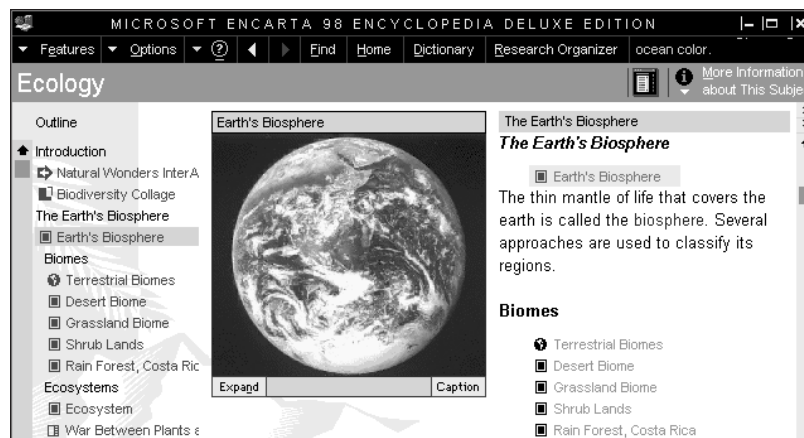 MICROSOFT ENCARTA 98 ENCYCLOPEDIA DELUXE EDITION
Features Options Find Home Dictionary Research Organizer ocean color.
Ecology
More Information
about This Subje
Outline
Introduction
Natural Wonders InterA
Biodiversity Collage
The Earth's Biosphere
Earth's Biosphere
Biomes
Terrestrial Biomes
Desert Biome
Grassland Biome
Shrub Lands
Rain Forest, Costa Ric
Ecosystems
Ecosystem
War Between Plants a
Earth's Biosphere
Expand Caption
The Earth's Biosphere
The Earth's Biosphere
Earth's Biosphere
The thin mantle of life that covers the
earth is called the biosphere. Several
approaches are used to classify its
regions.
Biomes
Terrestrial Biomes
Desert Biome
Grassland Biome
Shrub Lands
Rain Forest, Costa Rica